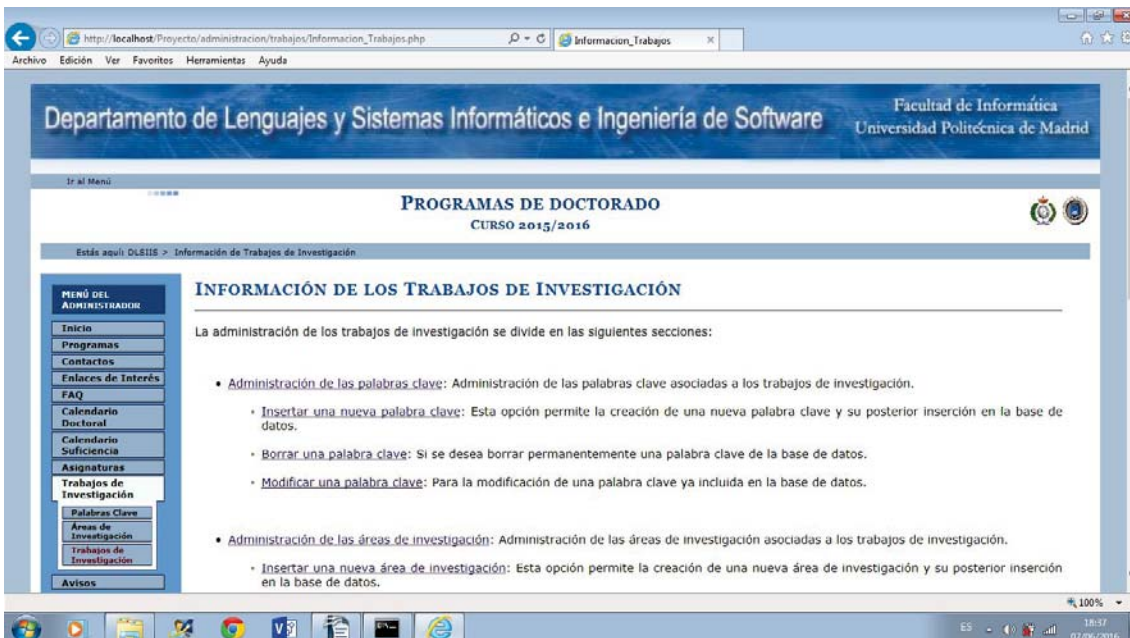 http://localhost/Proyecto/administracion/trabajos/Informacion_Trabajos.php
Informacion_Trabajos
Archivo Edición Ver Favoritos Herramientas Ayuda
Departamento de Lenguajes y Sistemas Informáticos e Ingeniería de Software
Facultad de Informática
Universidad Politécnica de Madrid
Ir al Menú
PROGRAMAS DE DOCTORADO
CURSO 2015/2016
Estás aquí: DLSIIS > Información de Trabajos de Investigación
MENÚ DEL
ADMINISTRADOR
Inicio
Programas
Contactos
Enlaces de Interés
FAQ
Calendario
Doctoral
Calendario
Suficiencia
Asignaturas
Trabajos de
Investigación
Palabras Clave
Áreas de
Investigación
Trabajos de
Investigación
Avisos
INFORMACIÓN DE LOS TRABAJOS DE INVESTIGACIÓN
La administración de los trabajos de investigación se divide en las siguientes secciones:
• Administración de las palabras clave: Administración de las palabras clave asociadas a los trabajos de investigación.
Insertar una nueva palabra clave: Esta opción permite la creación de una nueva palabra clave y su posterior inserción en la base de
datos.
Borrar una palabra clave: Si se desea borrar permanentemente una palabra clave de la base de datos.
Modificar una palabra clave: Para la modificación de una palabra clave ya incluida en la base de datos.
• Administración de las áreas de investigación: Administración de las áreas de investigación asociadas a los trabajos de investigación.
Insertar una nueva área de investigación: Esta opción permite la creación de una nueva área de investigación y su posterior inserción
en la base de datos.
100%
ES
18:37
07/06/2016